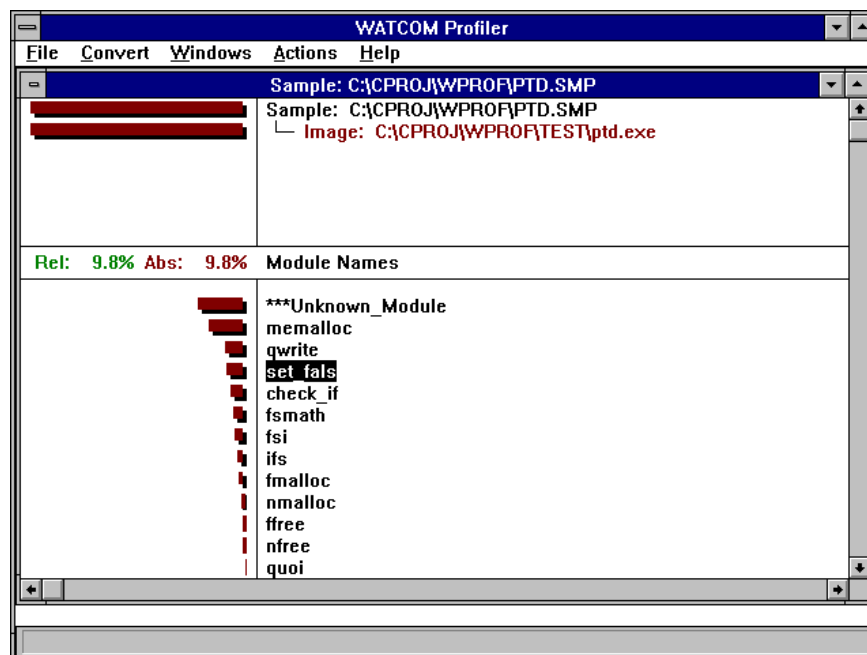 WATCOM Profiler
File Convert Windows Actions Help
Sample: C:\CPROJ\WPROF\PTD.SMP
Sample: C:\CPROJ\WPROF\PTD.SMP
Image: C:\CPROJ\WPROF\TEST\ptd.exe
Rel: 9.8% Abs: 9.8% Module Names
***Unknown_Module
memalloc
qwrite
set_fals
check_if
fsmath
fsi
ifs
fmalloc
nmalloc
ffree
nfree
quoi